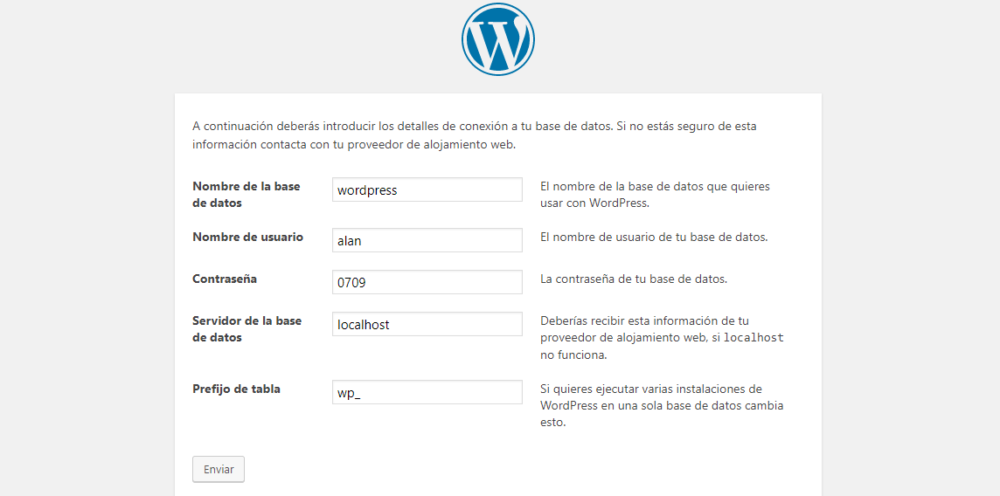 A continuación deberás introducir los detalles de conexión a tu base de datos. Si no estás seguro de esta
información contacta con tu proveedor de alojamiento web.
Nombre de la base
de datos
wordpress
El nombre de la base de datos que quieres
usar con WordPress.
Nombre de usuario
alan
El nombre de usuario de tu base de datos.
Contraseña
0709
La contraseña de tu base de datos.
Servidor de la base
de datos
localhost
Deberías recibir esta información de tu
proveedor de alojamiento web, si localhost
no funciona.
Prefijo de tabla
wp_
Si quieres ejecutar varias instalaciones de
WordPress en una sola base de datos cambia
esto.
Enviar